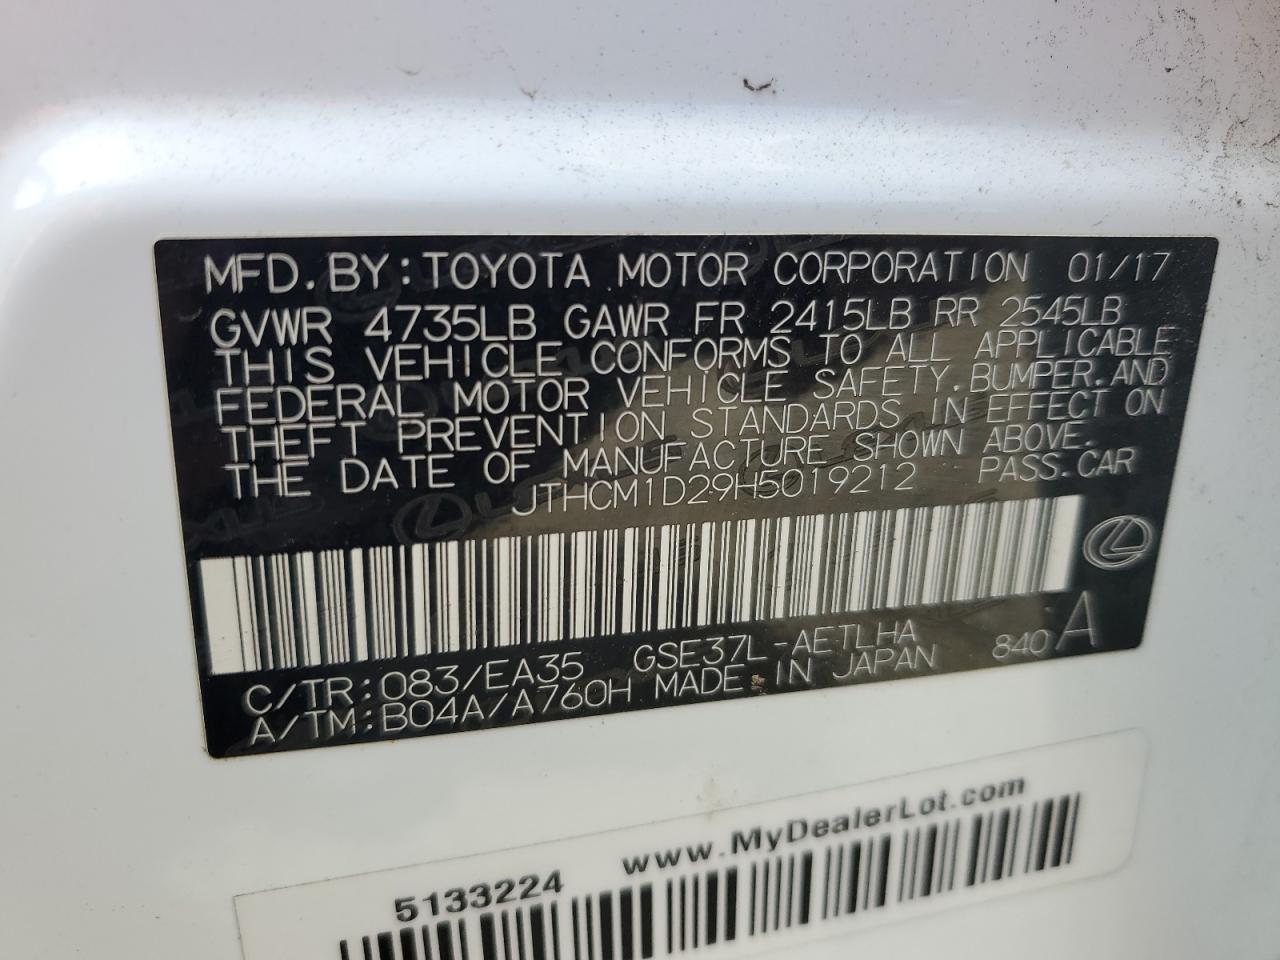 MFD. BY: TOYOTA MOTOR CORPORATION 01/17
GVWR 4735LB GAWR FR 2415LB RR 2545LB
THIS VEHICLE CONFORMS TO ALL APPLICABLE
FEDERAL MOTOR VEHICLE SAFETY, BUMPER, AND
THEFT PREVENTION STANDARDS IN EFFECT ON
THE DATE OF MANUFACTURE SHOWN ABOVE.
JTHCM1D29H5019212 PASS. CAR
C/TR: 083/EA35 GSE37L-AETLHA 840 A
A/TM: B04A/A760H MADE IN JAPAN
www.MyDealerLot.com
5133224